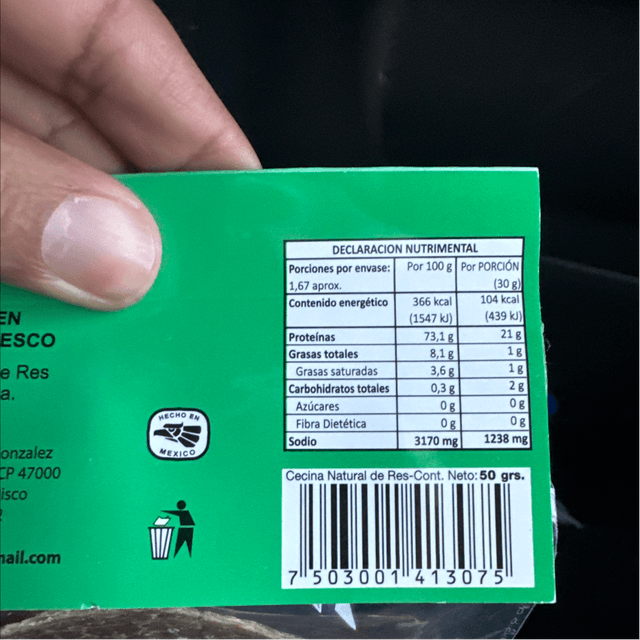 EN
ESCO
e Res
a.
onzalez
CP 47000
isco
2
nail.com
HECHO EN
MEXICO
DECLARACION NUTRIMENTAL
Porciones por envase: Por 100 g Por PORCIÓN
1,67 aprox. (30 g)
Contenido energético 366 kcal 104 kcal
(1547 kJ) (439 kJ)
Proteínas 73,1 g 21 g
Grasas totales 8,1 g 1 g
Grasas saturadas 3,6 g 1 g
Carbohidratos totales 0,3 g 2 g
Azúcares 0 g 0 g
Fibra Dietética 0 g 0 g
Sodio 3170 mg 1238 mg
Cecina Natural de Res-Cont. Neto: 50 grs.
7 503001 413075